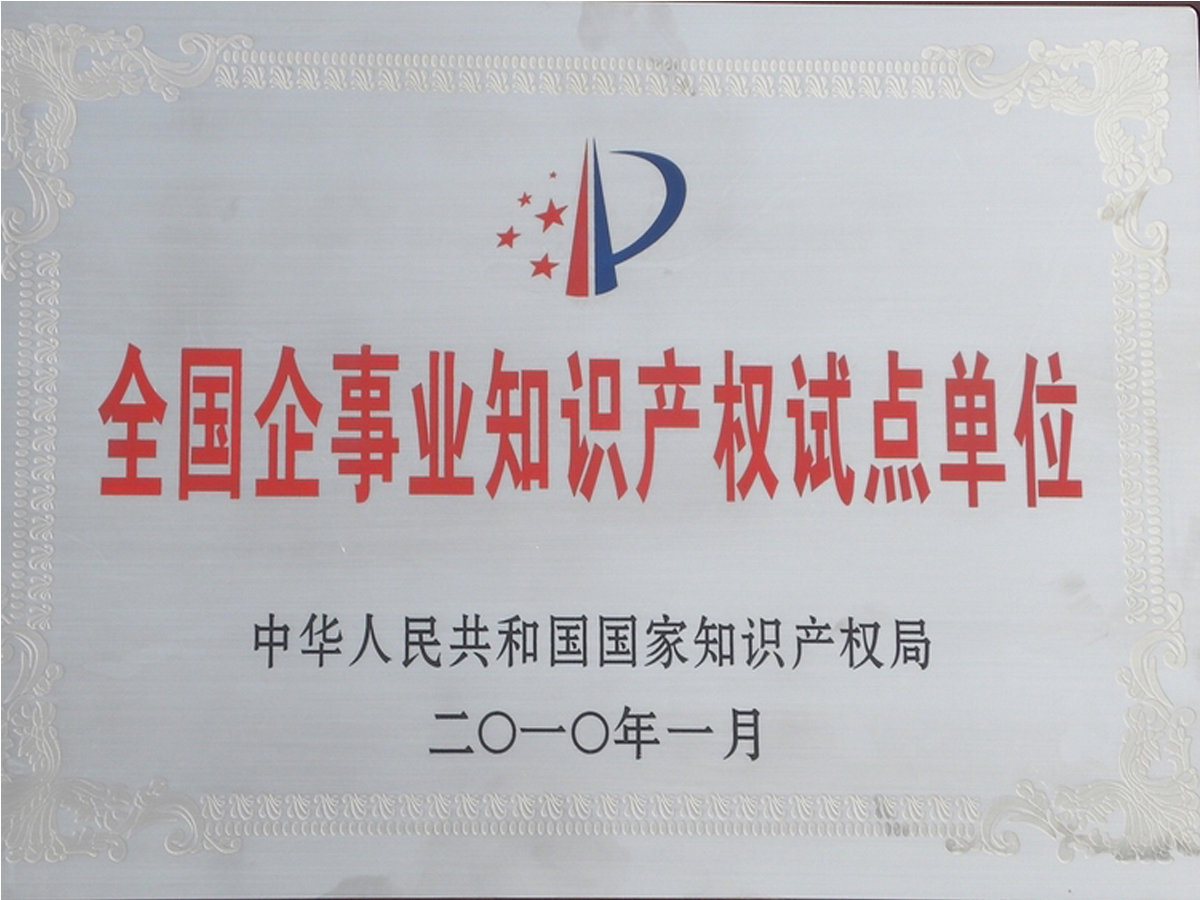 全国企事业知识产权试点单位
中华人民共和国国家知识产权局
二〇一〇年一月